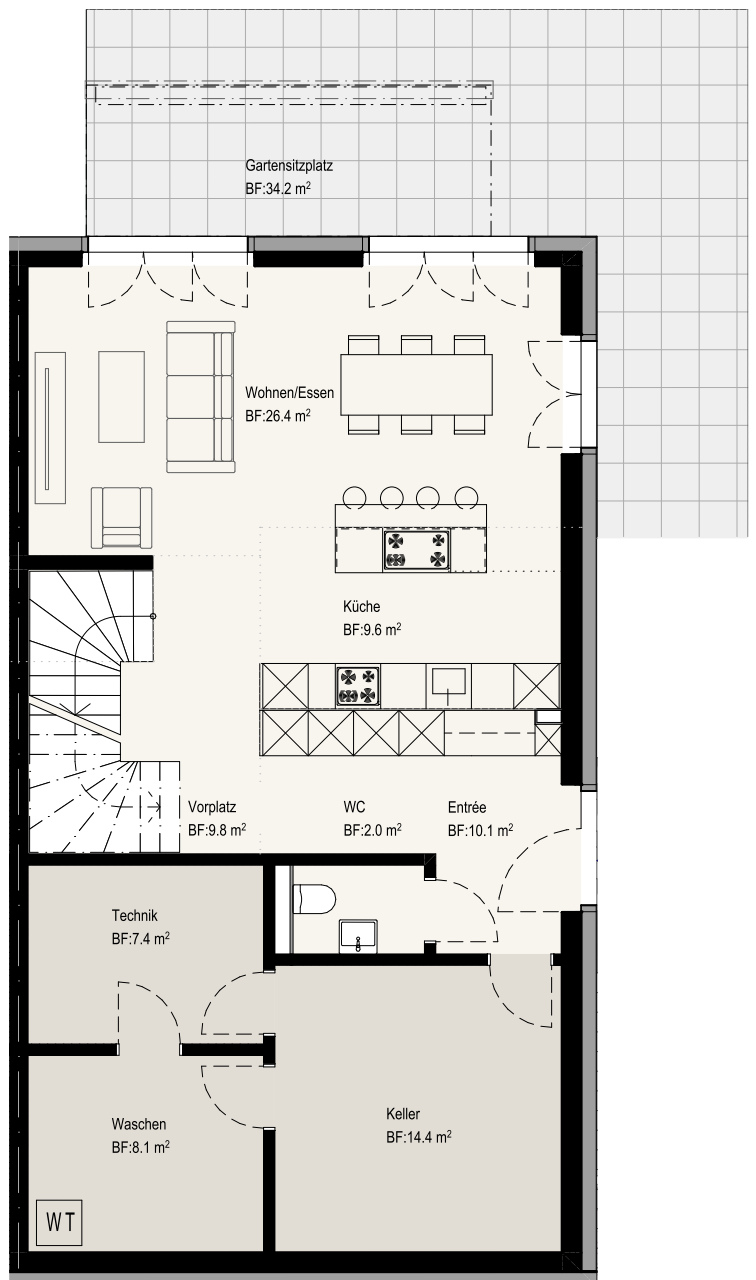 Gartensitzplatz
BF:34.2 m²
Wohnen/Essen
BF:26.4 m²
Küche
BF:9.6 m²
Vorplatz
BF:9.8 m²
WC
BF:2.0 m²
Entrée
BF:10.1 m²
Technik
BF:7.4 m²
Waschen
BF:8.1 m²
Keller
BF:14.4 m²
WT